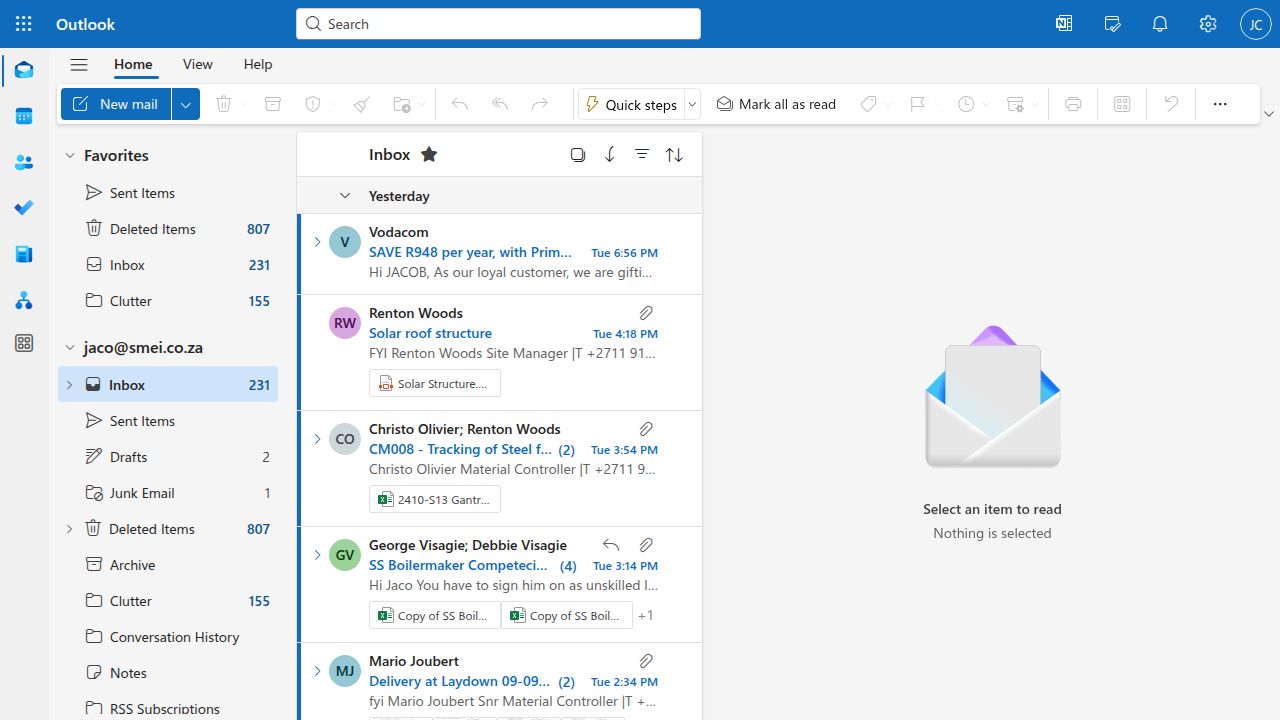 Outlook
Search
JC
Home View Help
New mail
Quick steps
Mark all as read
Favorites
Sent Items
Deleted Items 807
Inbox 231
Clutter 155
jaco@smei.co.za
Inbox 231
Sent Items
Drafts 2
Junk Email 1
Deleted Items 807
Archive
Clutter 155
Conversation History
Notes
RSS Subscriptions
Inbox
Yesterday
V
Vodacom
SAVE R948 per year, with Prim... Tue 6:56 PM
Hi JACOB, As our loyal customer, we are gifti...
RW
Renton Woods
Solar roof structure Tue 4:18 PM
FYI Renton Woods Site Manager |T +2711 91...
Solar Structure....
CO
Christo Olivier; Renton Woods
CM008 - Tracking of Steel f... (2) Tue 3:54 PM
Christo Olivier Material Controller |T +2711 9...
2410-S13 Gantr...
GV
George Visagie; Debbie Visagie
SS Boilermaker Competeci... (4) Tue 3:14 PM
Hi Jaco You have to sign him on as unskilled I...
Copy of SS Boil... Copy of SS Boil... +1
MJ
Mario Joubert
Delivery at Laydown 09-09... (2) Tue 2:34 PM
fyi Mario Joubert Snr Material Controller |T +...
Select an item to read
Nothing is selected